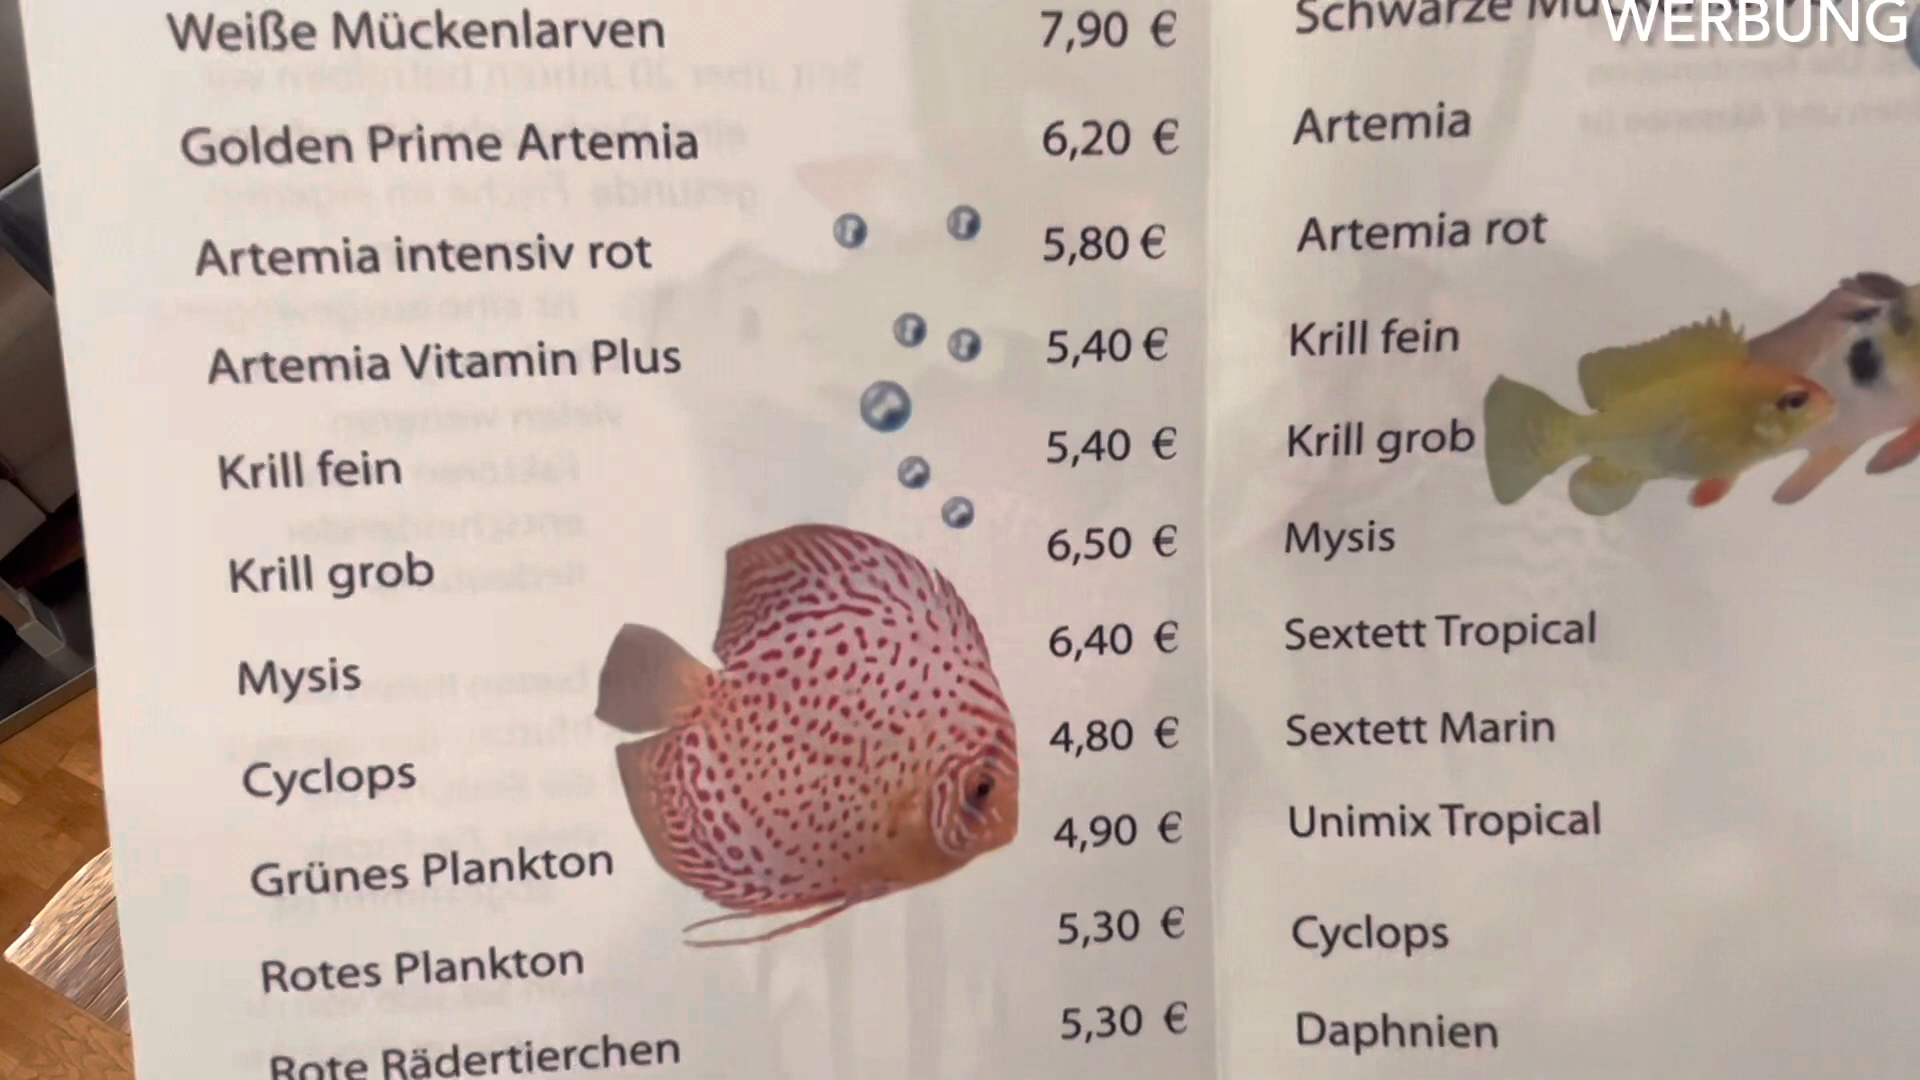 WERBUNG
Weiße Mückenlarven 7,90 €
Golden Prime Artemia 6,20 €
Artemia intensiv rot 5,80 €
Artemia Vitamin Plus 5,40 €
Krill fein 5,40 €
Krill grob 6,50 €
Mysis 6,40 €
Cyclops 4,80 €
Grünes Plankton 4,90 €
Rotes Plankton 5,30 €
Rote Rädertierchen 5,30 €
Schwarze
Artemia
Artemia rot
Krill fein
Krill grob
Mysis
Sextett Tropical
Sextett Marin
Unimix Tropical
Cyclops
Daphnien